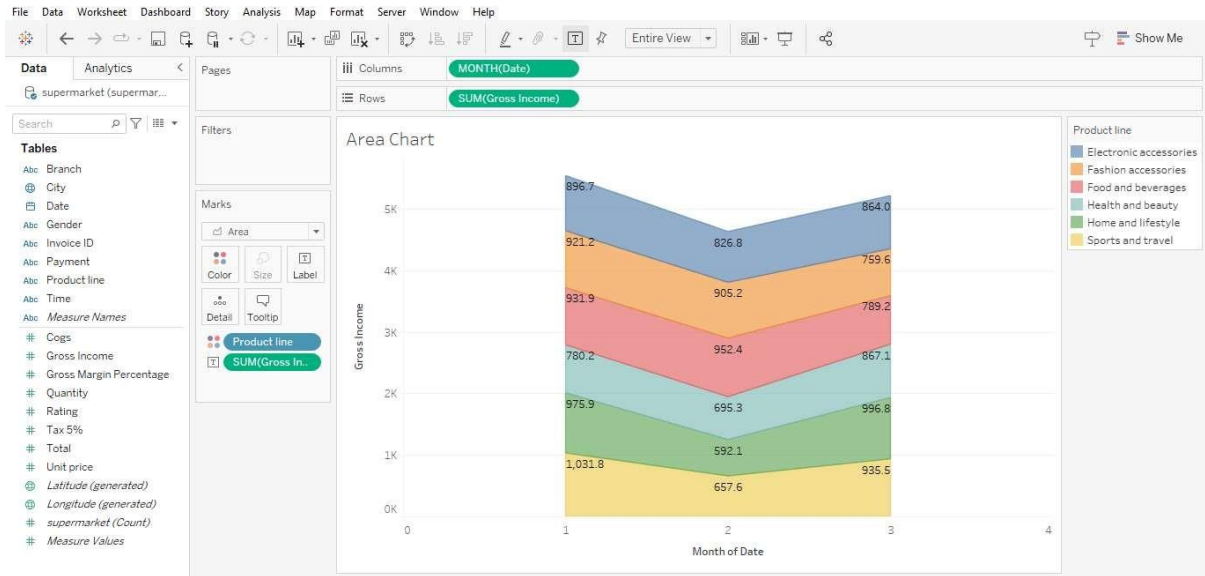 File Data Worksheet Dashboard Story Analysis Map Format Server Window Help
Entire View
Show Me
Data Analytics
supermarket (supermar...
Search
Tables
Abc Branch
City
Date
Abc Gender
Abc Invoice ID
Abc Payment
Abc Product line
Abc Time
Abc Measure Names
# Cogs
# Gross Income
# Gross Margin Percentage
# Quantity
# Rating
# Tax 5%
# Total
# Unit price
Latitude (generated)
Longitude (generated)
# supermarket (Count)
# Measure Values
Pages
Filters
Marks
Area
Color Size Label
Detail Tooltip
Product line
SUM(Gross In..
Columns MONTH(Date)
Rows SUM(Gross Income)
Area Chart
Gross Income
5K
4K
3K
2K
1K
0K
896.7
826.8
864.0
921.2
905.2
759.6
931.9
952.4
789.2
780.2
695.3
867.1
975.9
592.1
996.8
1,031.8
657.6
935.5
0 1 2 3 4
Month of Date
Product line
Electronic accessories
Fashion accessories
Food and beverages
Health and beauty
Home and lifestyle
Sports and travel